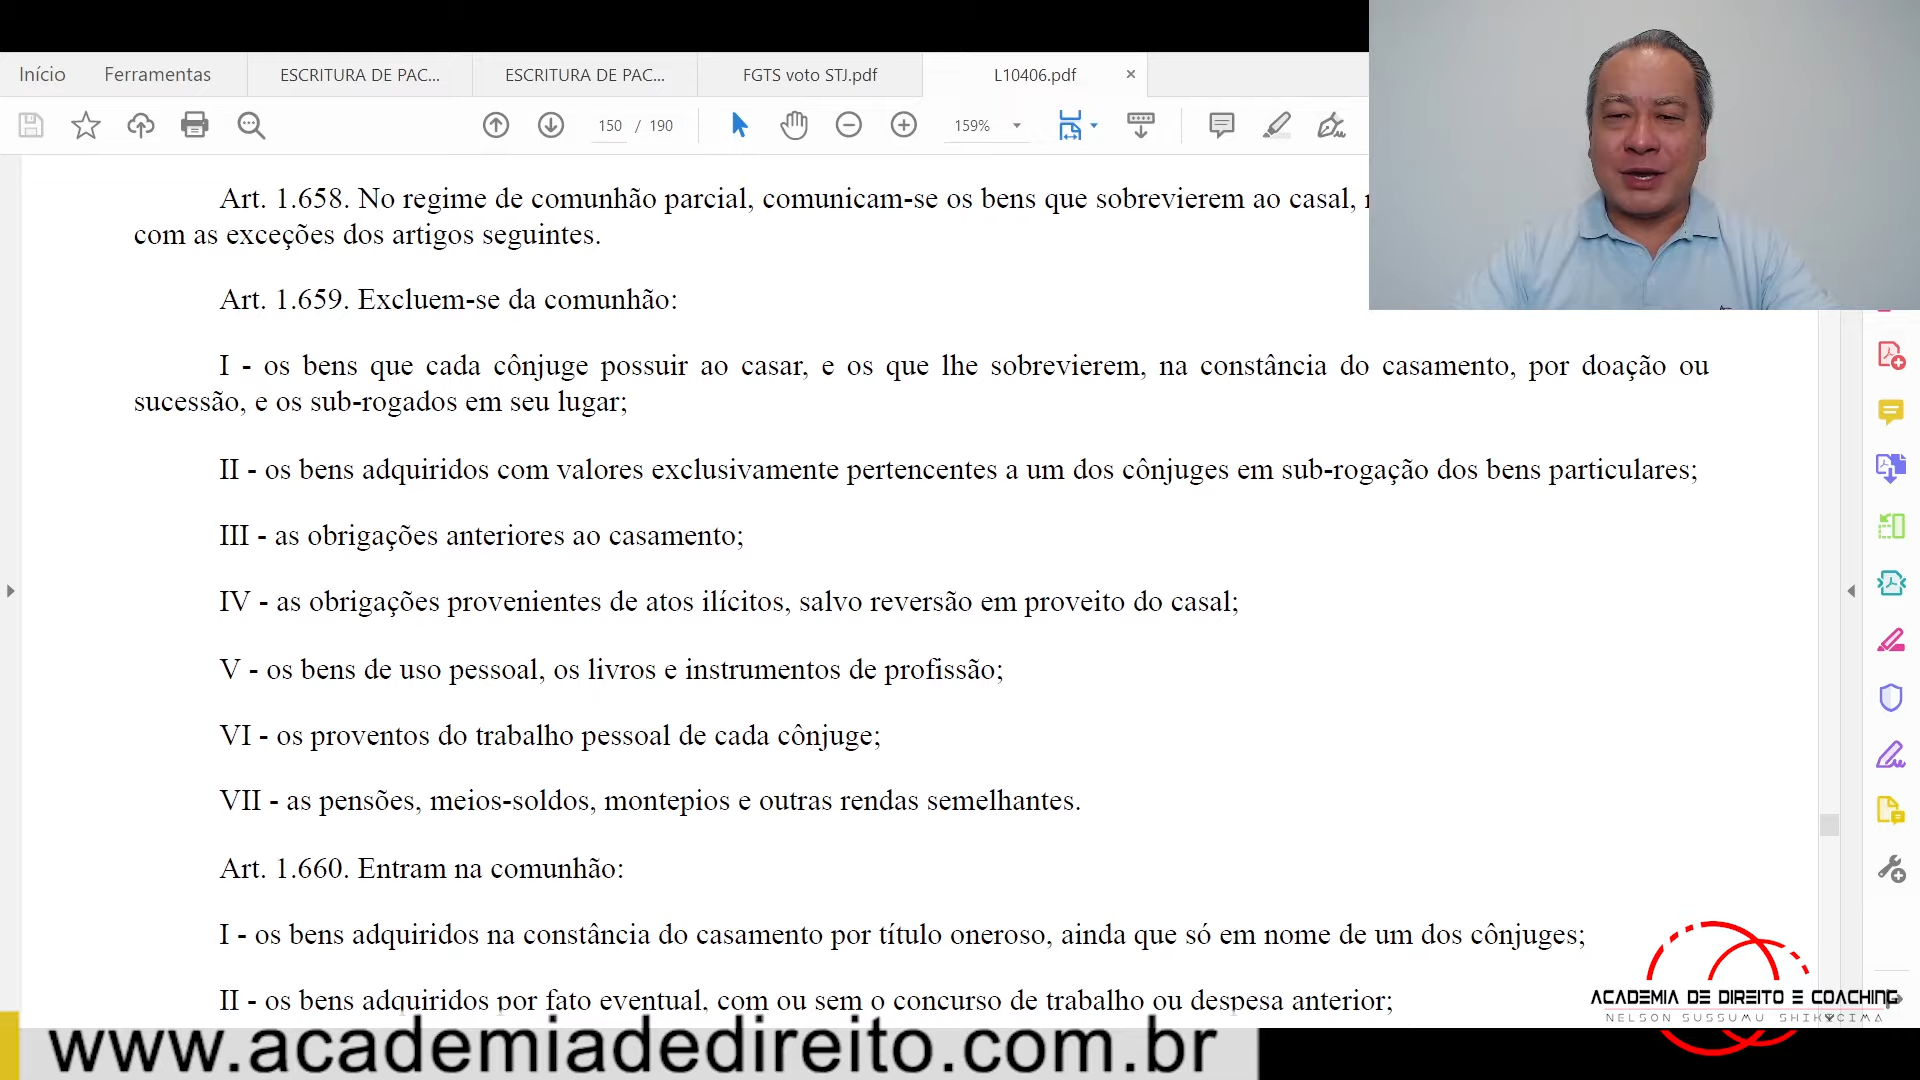 Início Ferramentas ESCRITURA DE PAC... ESCRITURA DE PAC... FGTS voto STJ.pdf L10406.pdf ×
150 / 190 159%
Art. 1.658. No regime de comunhão parcial, comunicam-se os bens que sobrevierem ao casal,
com as exceções dos artigos seguintes.
Art. 1.659. Excluem-se da comunhão:
I - os bens que cada cônjuge possuir ao casar, e os que lhe sobrevierem, na constância do casamento, por doação ou
sucessão, e os sub-rogados em seu lugar;
II - os bens adquiridos com valores exclusivamente pertencentes a um dos cônjuges em sub-rogação dos bens particulares;
III - as obrigações anteriores ao casamento;
IV - as obrigações provenientes de atos ilícitos, salvo reversão em proveito do casal;
V - os bens de uso pessoal, os livros e instrumentos de profissão;
VI - os proventos do trabalho pessoal de cada cônjuge;
VII - as pensões, meios-soldos, montepios e outras rendas semelhantes.
Art. 1.660. Entram na comunhão:
I - os bens adquiridos na constância do casamento por título oneroso, ainda que só em nome de um dos cônjuges;
II - os bens adquiridos por fato eventual, com ou sem o concurso de trabalho ou despesa anterior;
ACADEMIA DE DIREITO E COACHING
NELSON SUSSUMU SHIKICIMA
www.academiadedireito.com.br